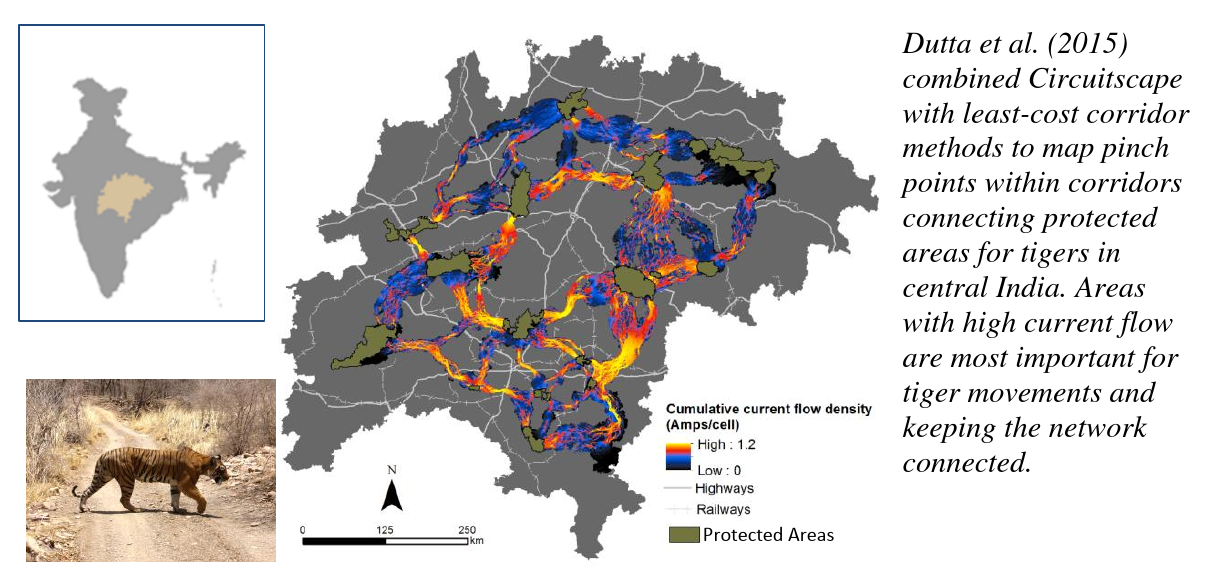 Dutta et al. (2015)
combined Circuitscape
with least-cost corridor
methods to map pinch
points within corridors
connecting protected
areas for tigers in
central India. Areas
with high current flow
are most important for
tiger movements and
keeping the network
connected.
Cumulative current flow density
(Amps/cell)
High : 1.2
Low : 0
Highways
Railways
Protected Areas
N
0 125 250
km